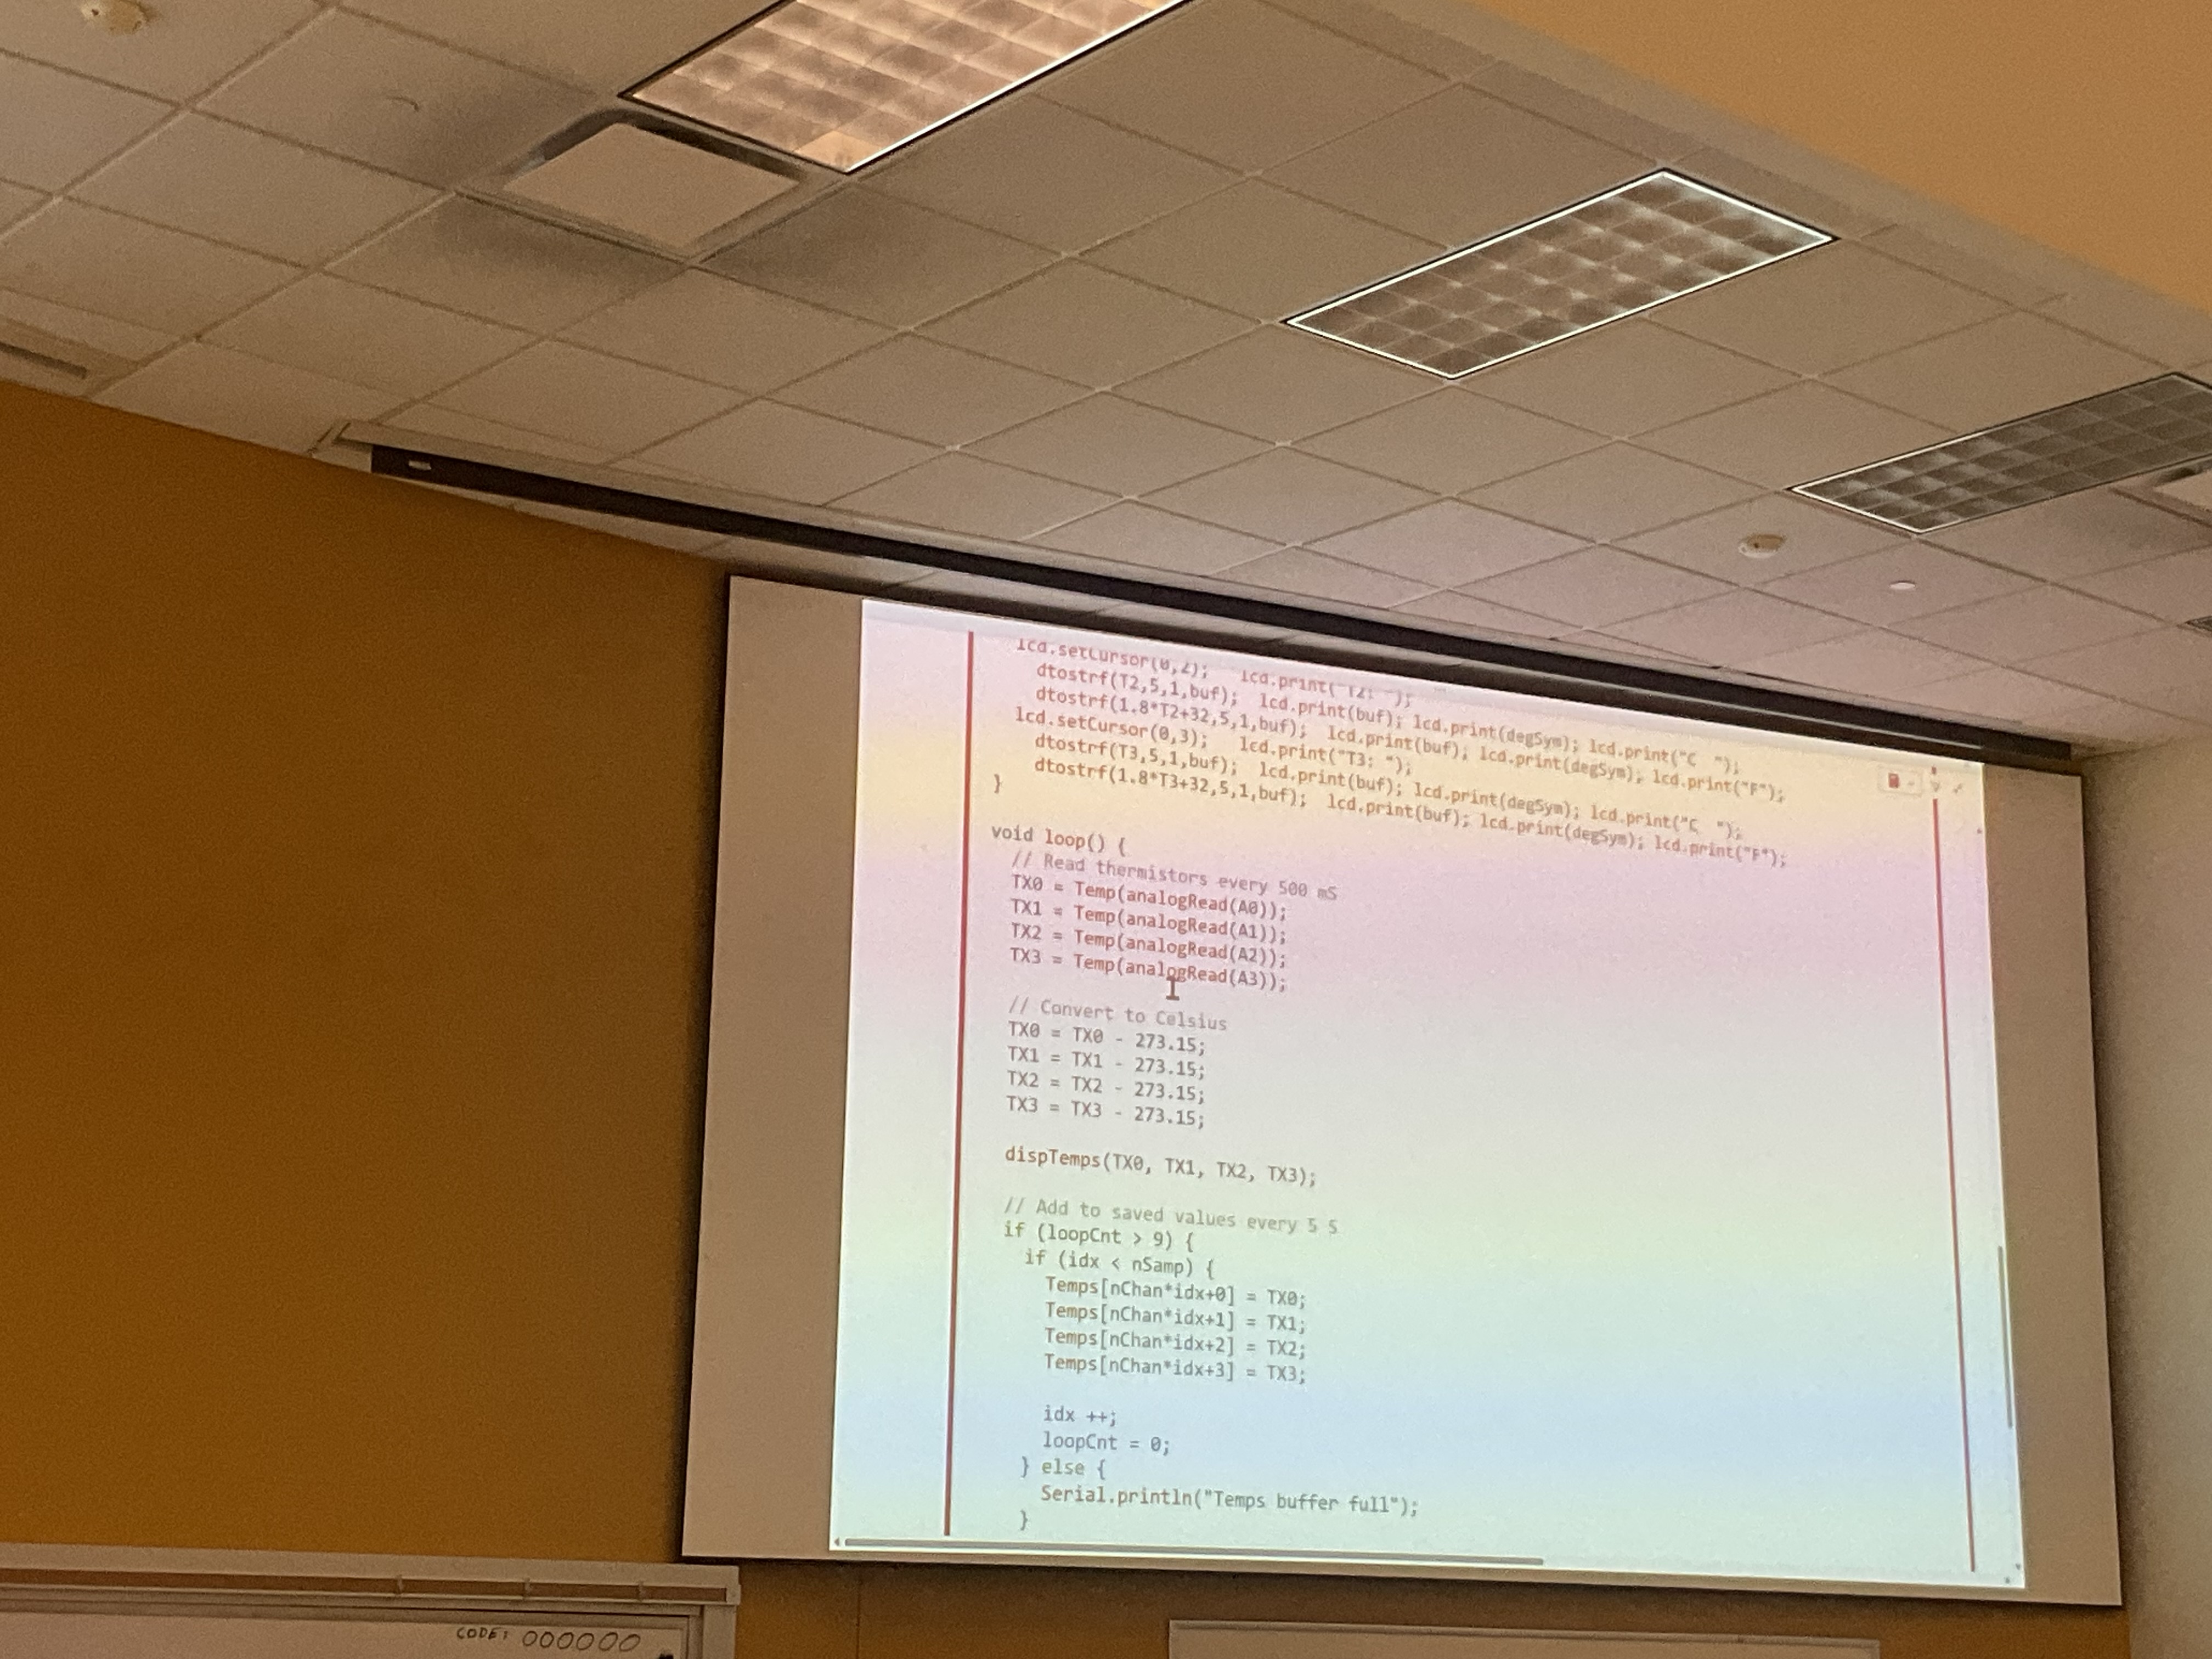 lcd.setCursor(0,2);   lcd.print("T2: ");
    dtostrf(T2,5,1,buf);  lcd.print(buf); lcd.print(degSym); lcd.print("C  ");
    dtostrf(1.8*T2+32,5,1,buf);  lcd.print(buf); lcd.print(degSym); lcd.print("F");
  lcd.setCursor(0,3);   lcd.print("T3: ");
    dtostrf(T3,5,1,buf);  lcd.print(buf); lcd.print(degSym); lcd.print("C  ");
    dtostrf(1.8*T3+32,5,1,buf);  lcd.print(buf); lcd.print(degSym); lcd.print("F");
}
void loop() {
  // Read thermistors every 500 mS
  TX0 = Temp(analogRead(A0));
  TX1 = Temp(analogRead(A1));
  TX2 = Temp(analogRead(A2));
  TX3 = Temp(analogRead(A3));
  // Convert to Celsius
  TX0 = TX0 - 273.15;
  TX1 = TX1 - 273.15;
  TX2 = TX2 - 273.15;
  TX3 = TX3 - 273.15;
  dispTemps(TX0, TX1, TX2, TX3);
  // Add to saved values every 5 S
  if (loopCnt > 9) {
    if (idx < nSamp) {
      Temps[nChan*idx+0] = TX0;
      Temps[nChan*idx+1] = TX1;
      Temps[nChan*idx+2] = TX2;
      Temps[nChan*idx+3] = TX3;
      idx ++;
      loopCnt = 0;
    } else {
      Serial.println("Temps buffer full");
    }
CODE: 000000